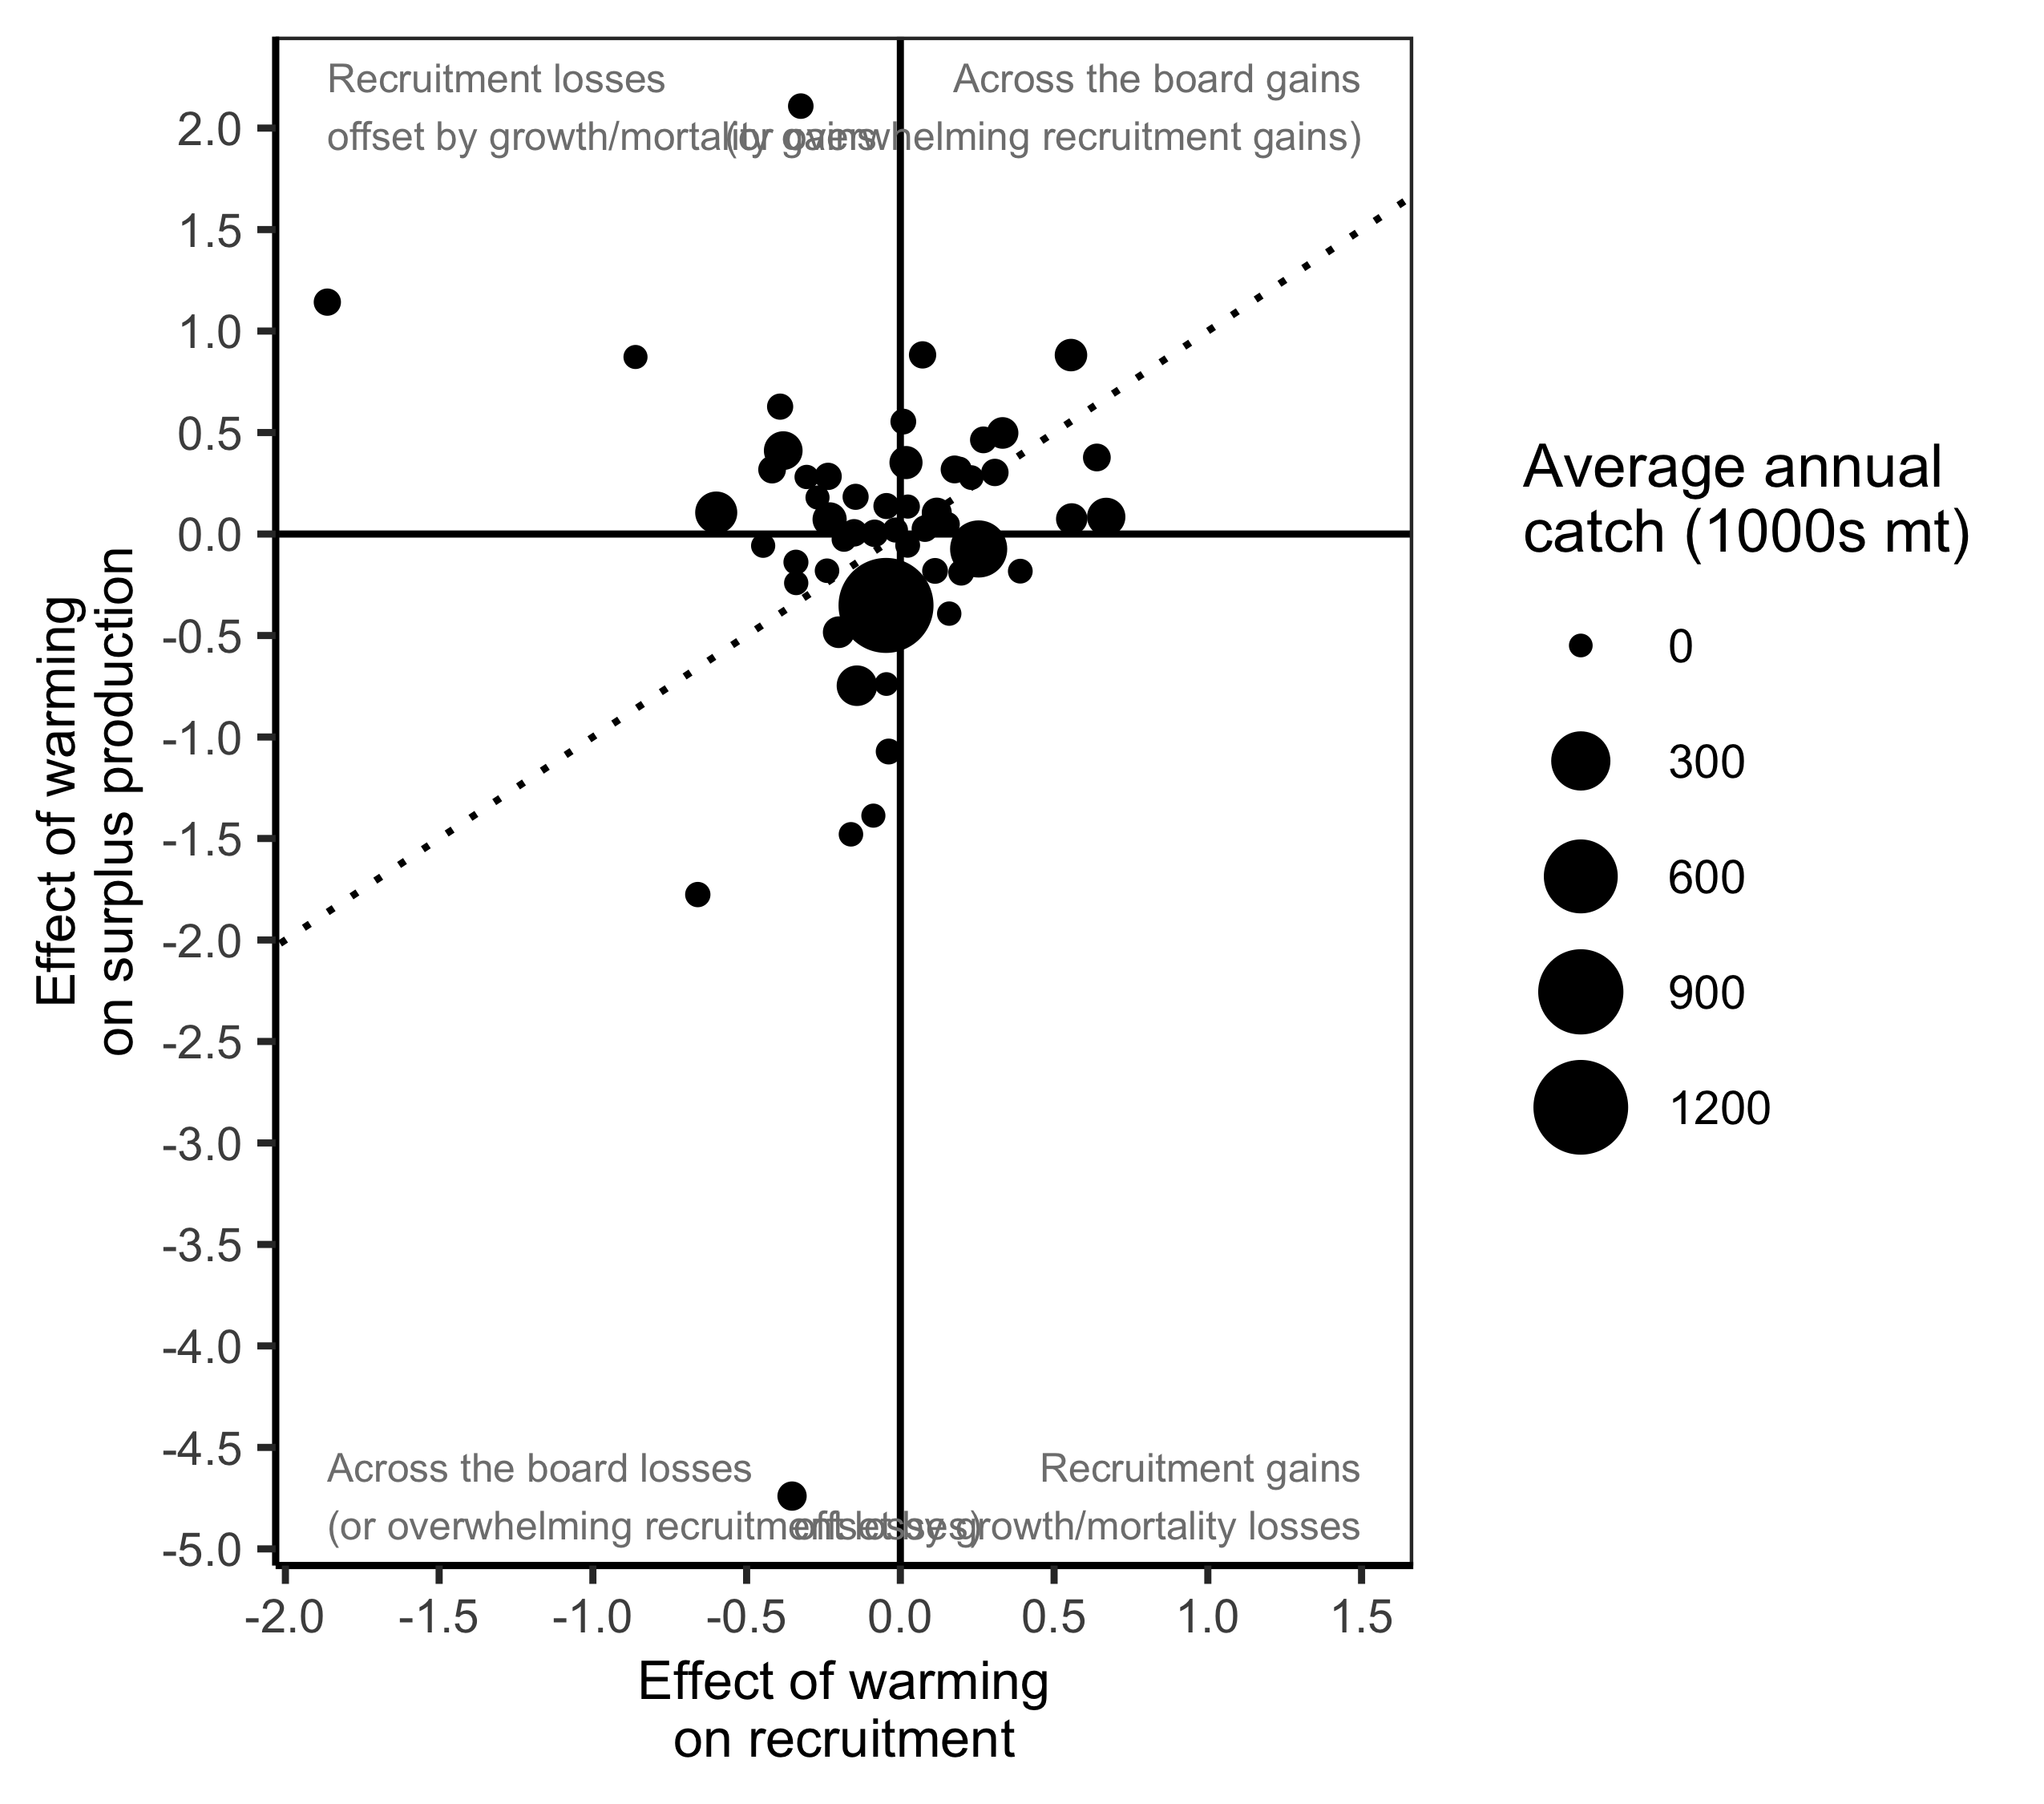 Recruitment losses
offset by growth/mortality gains
Across the board gains
(or overwhelming recruitment gains)
2.0
1.5
1.0
0.5
0.0
-0.5
-1.0
-1.5
-2.0
-2.5
-3.0
-3.5
-4.0
-4.5
-5.0
Effect of warming
on surplus production
Across the board losses
(or overwhelming recruitment losses)
Recruitment gains
offset by growth/mortality losses
-2.0
-1.5
-1.0
-0.5
0.0
0.5
1.0
1.5
Effect of warming
on recruitment
Average annual
catch (1000s mt)
0
300
600
900
1200